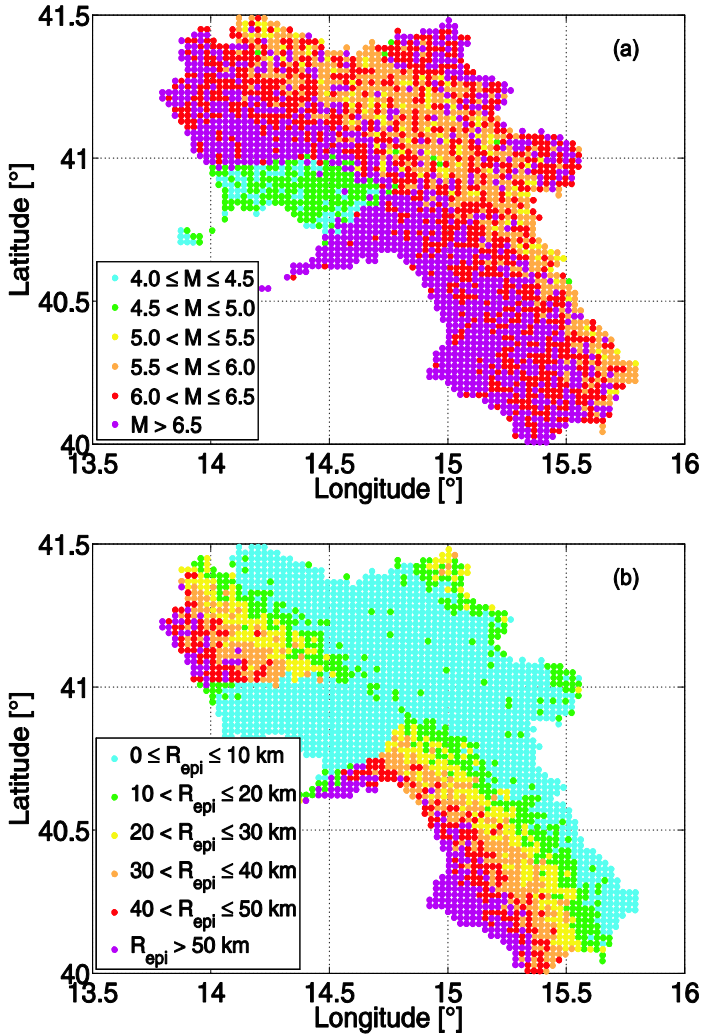 41.5
(a)
41
Latitude [°]
40.5
4.0 ≤ M ≤ 4.5
4.5 < M ≤ 5.0
5.0 < M ≤ 5.5
5.5 < M ≤ 6.0
6.0 < M ≤ 6.5
M > 6.5
40
13.5 14 14.5 15 15.5 16
Longitude [°]
41.5
(b)
41
Latitude [°]
40.5
0 ≤ Repi ≤ 10 km
10 < Repi ≤ 20 km
20 < Repi ≤ 30 km
30 < Repi ≤ 40 km
40 < Repi ≤ 50 km
Repi > 50 km
40
13.5 14 14.5 15 15.5 16
Longitude [°]